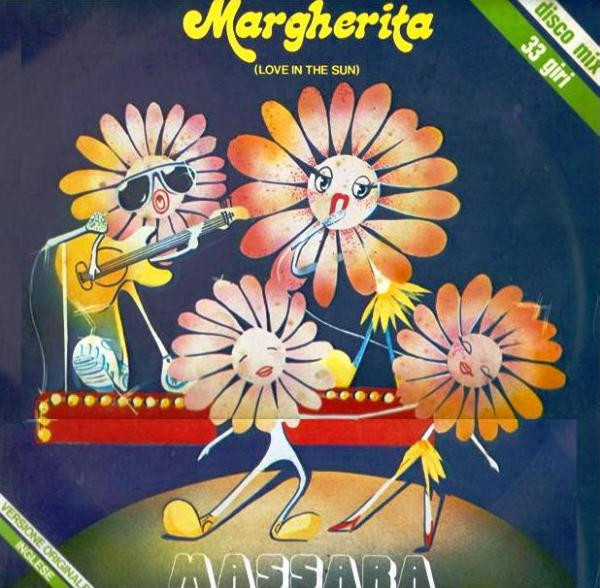 Margherita
(LOVE IN THE SUN)
disco mix
33 giri
VERSIONE ORIGINALE
INGLESE
MASSARA